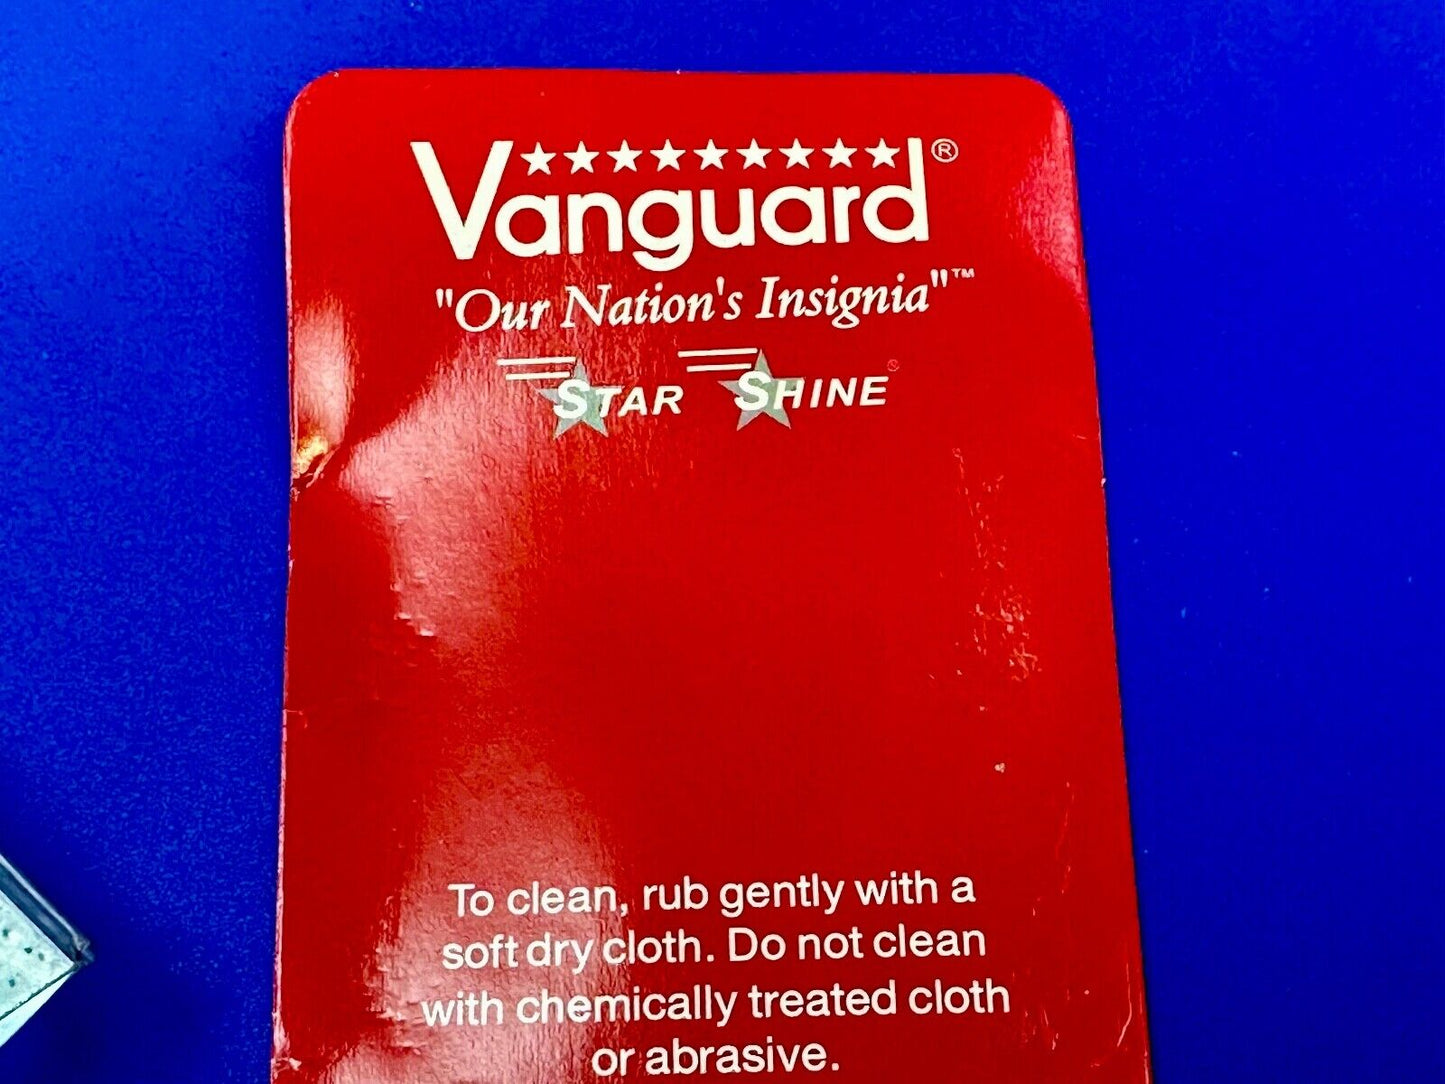 Vanguard®
"Our Nation's Insignia"™
STAR SHINE®
To clean, rub gently with a
soft dry cloth. Do not clean
with chemically treated cloth
or abrasive.